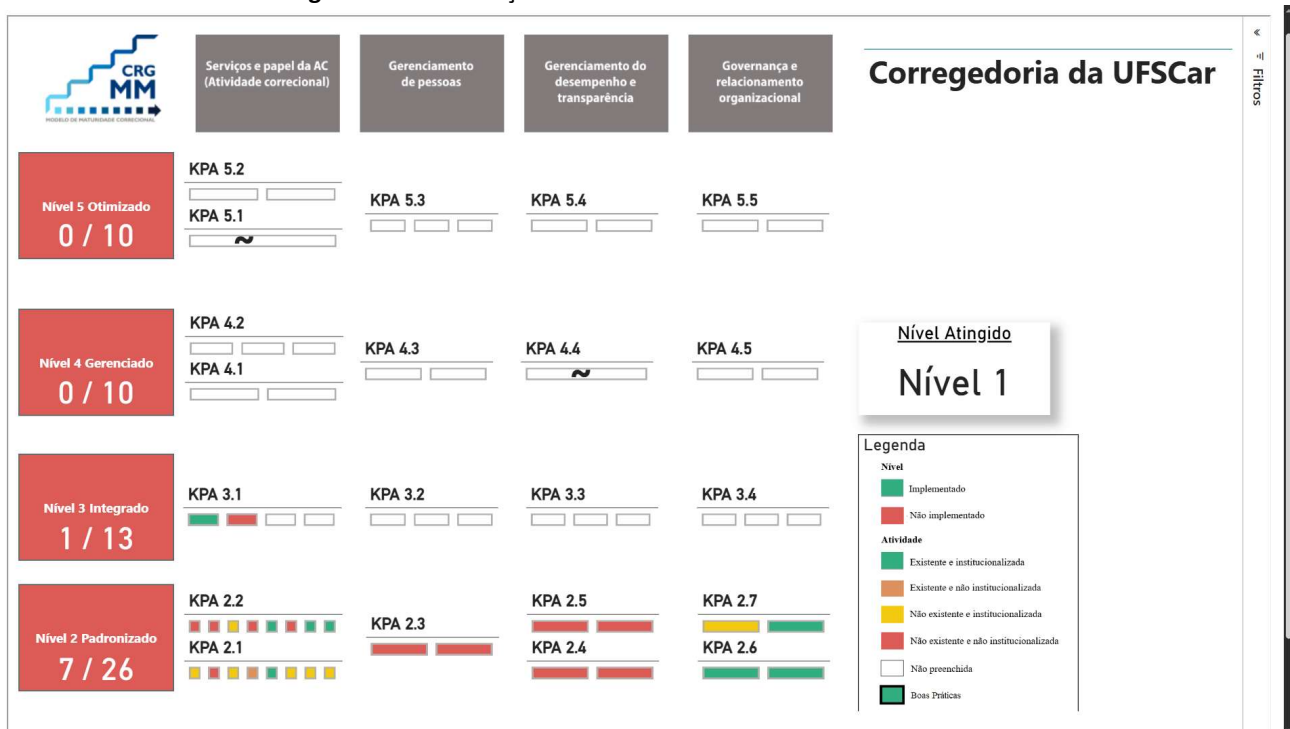 CRG
MM
MODELO DE MATURIDADE CORRECIONAL
Serviços e papel da AC
(Atividade correcional)
Gerenciamento
de pessoas
Gerenciamento do
desempenho e
transparência
Governança e
relacionamento
organizacional
Corregedoria da UFSCar
Filtros
Nível 5 Otimizado
0 / 10
KPA 5.2
KPA 5.1
~
KPA 5.3
KPA 5.4
KPA 5.5
Nível 4 Gerenciado
0 / 10
KPA 4.2
KPA 4.1
KPA 4.3
KPA 4.4
~
KPA 4.5
Nível Atingido
Nível 1
Nível 3 Integrado
1 / 13
KPA 3.1
KPA 3.2
KPA 3.3
KPA 3.4
Nível 2 Padronizado
7 / 26
KPA 2.2
KPA 2.1
KPA 2.3
KPA 2.5
KPA 2.4
KPA 2.7
KPA 2.6
Legenda
Nível
Implementado
Não implementado
Atividade
Existente e institucionalizada
Existente e não institucionalizada
Não existente e institucionalizada
Não existente e não institucionalizada
Não preenchida
Boas Práticas